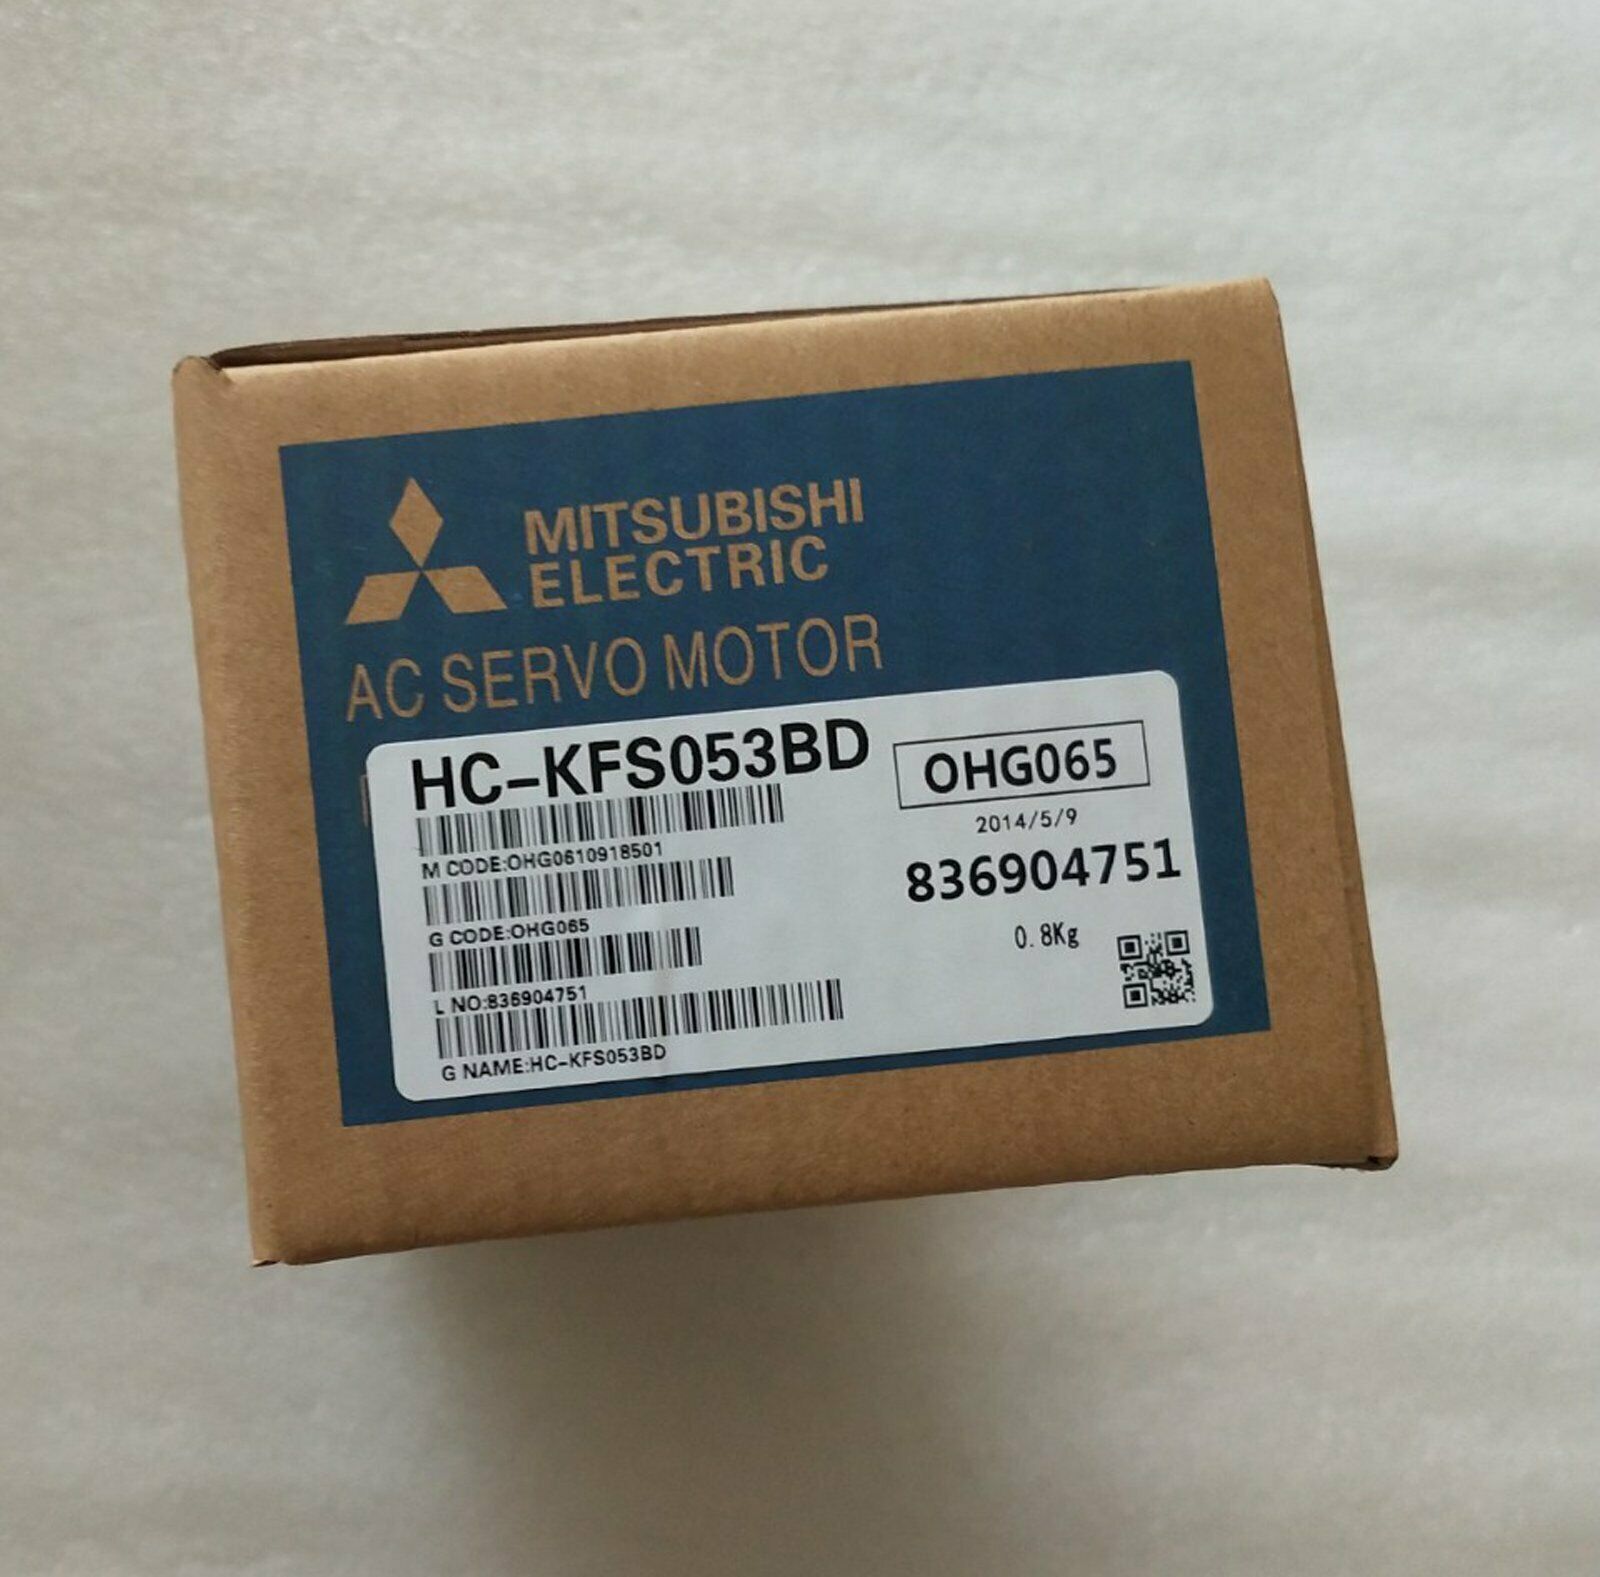 MITSUBISHI
ELECTRIC
AC SERVO MOTOR
HC-KFS053BD
OHG065
2014/5/9
M CODE:OHG0610918501
836904751
G CODE:OHG065
0.8Kg
L NO:836904751
G NAME:HC-KFS053BD